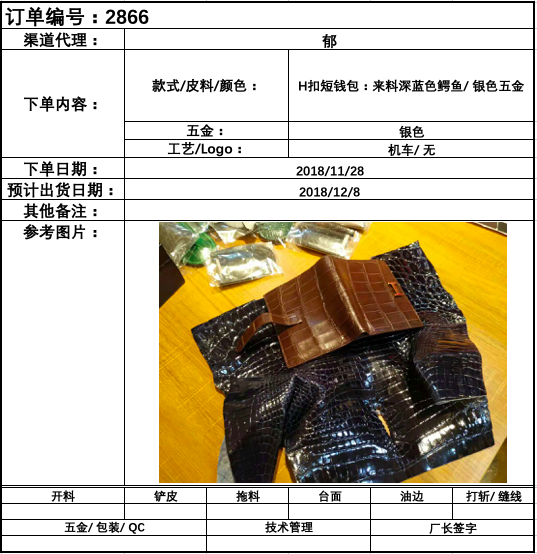 订单编号：2866
渠道代理： 郁
下单内容：
款式/皮料/颜色： H扣短钱包：来料深蓝色鳄鱼/ 银色五金
五金： 银色
工艺/Logo： 机车/ 无
下单日期： 2018/11/28
预计出货日期： 2018/12/8
其他备注：
参考图片：
开料 铲皮 拖料 台面 油边 打斩/ 缝线
五金/ 包装/ QC 技术管理 厂长签字